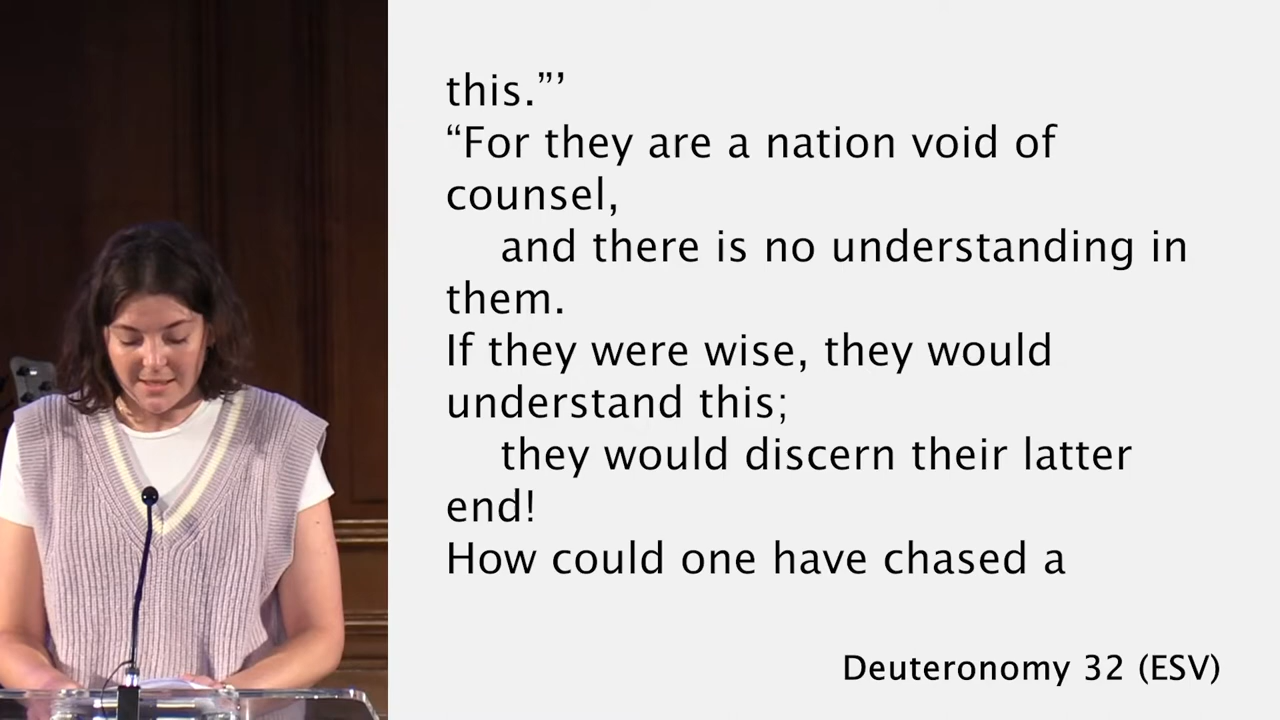 this.”’
“For they are a nation void of
counsel,
and there is no understanding in
them.
If they were wise, they would
understand this;
they would discern their latter
end!
How could one have chased a
Deuteronomy 32 (ESV)